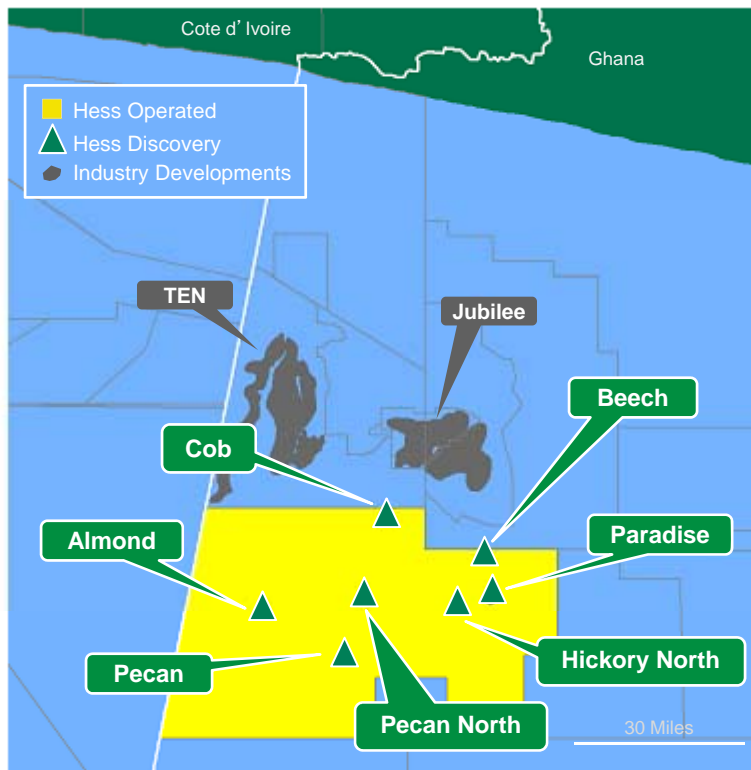 Cote d' Ivoire
Ghana
Hess Operated
Hess Discovery
Industry Developments
TEN
Jubilee
Beech
Cob
Almond
Paradise
Hickory North
Pecan
Pecan North
30 Miles